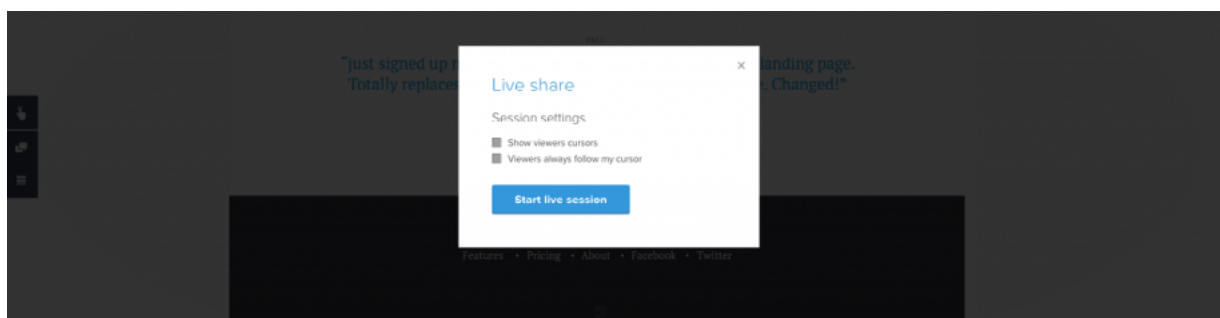 "just signed up
landing page.
Totally replaces
. Changed!"
×
Live share
Session settings
Show viewers cursors
Viewers always follow my cursor
Start live session
Features • Pricing • About • Facebook • Twitter